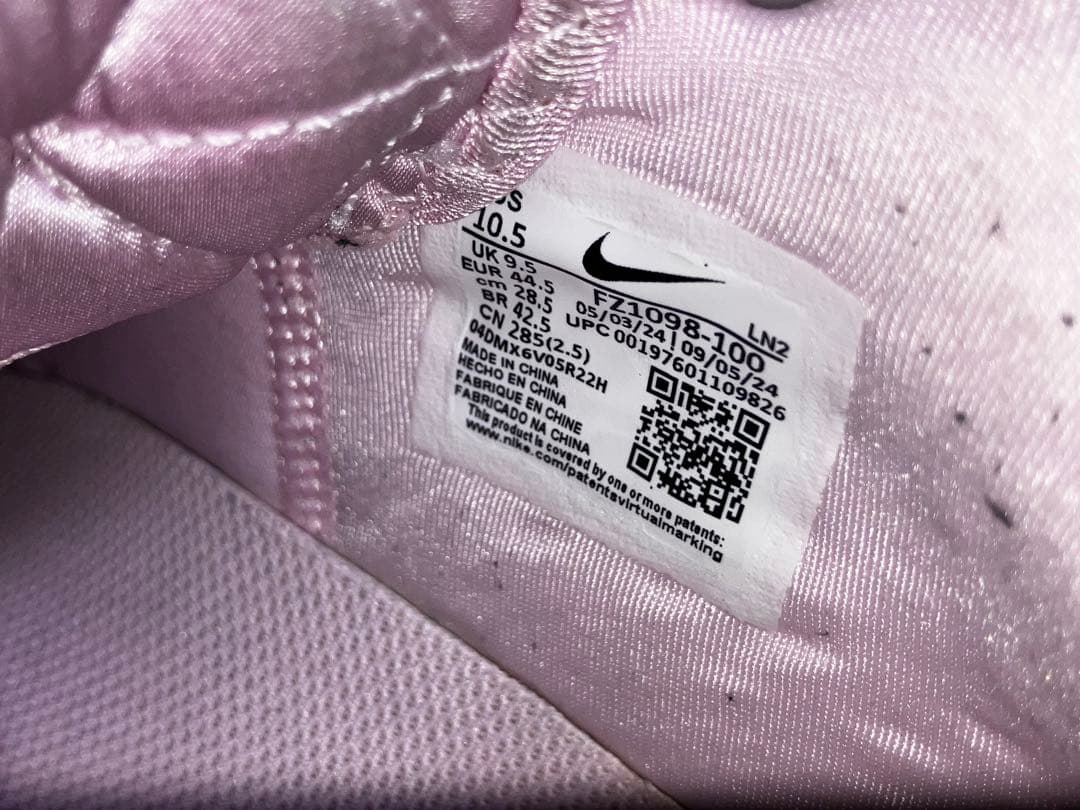 US
10.5
UK 9.5
EUR 44.5
cm 28.5
BR 42.5
CN 285(2.5)
04DMX6V05R22H
LN2
FZ1098-100
05/03/24 | 09/05/24
UPC 00197601109826
MADE IN CHINA
HECHO EN CHINA
FABRIQUE EN CHINE
FABRICADO NA CHINA
This product is covered by one or more patents:
www.nike.com/patentsvirtualmarking